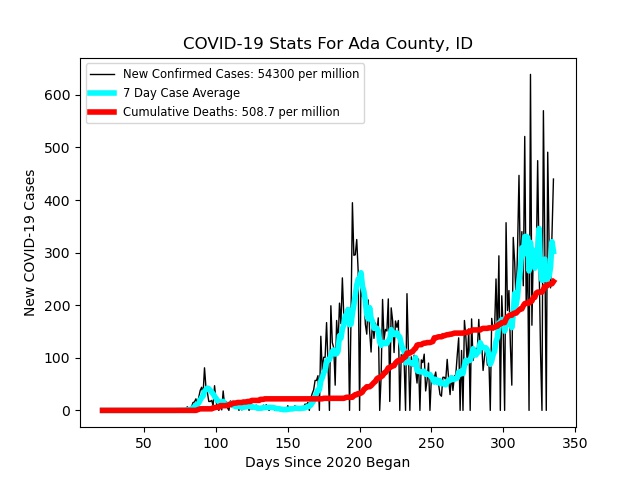 COVID-19 Stats For Ada County, ID
New Confirmed Cases: 54300 per million
7 Day Case Average
Cumulative Deaths: 508.7 per million
New COVID-19 Cases
600
500
400
300
200
100
0
50 100 150 200 250 300 350
Days Since 2020 Began